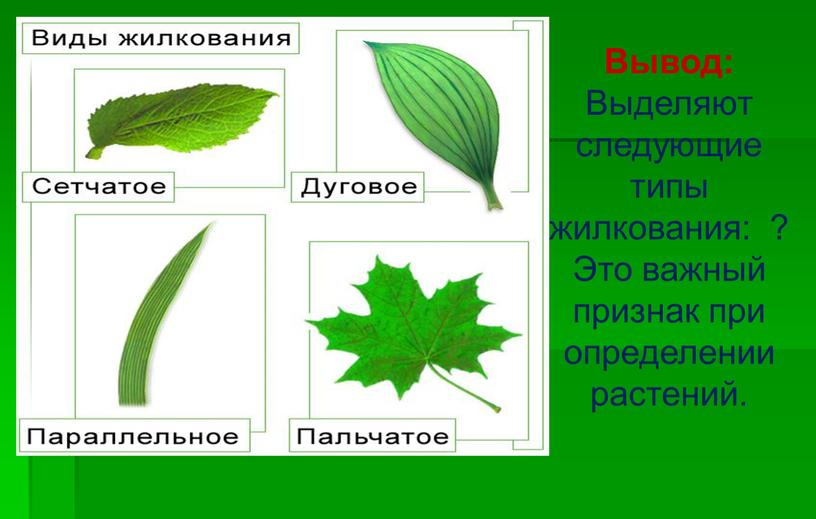 Виды жилкования
Сетчатое
Дуговое
Параллельное
Пальчатое
Вывод:
Выделяют
следующие
типы
жилкования: ?
Это важный
признак при
определении
растений.